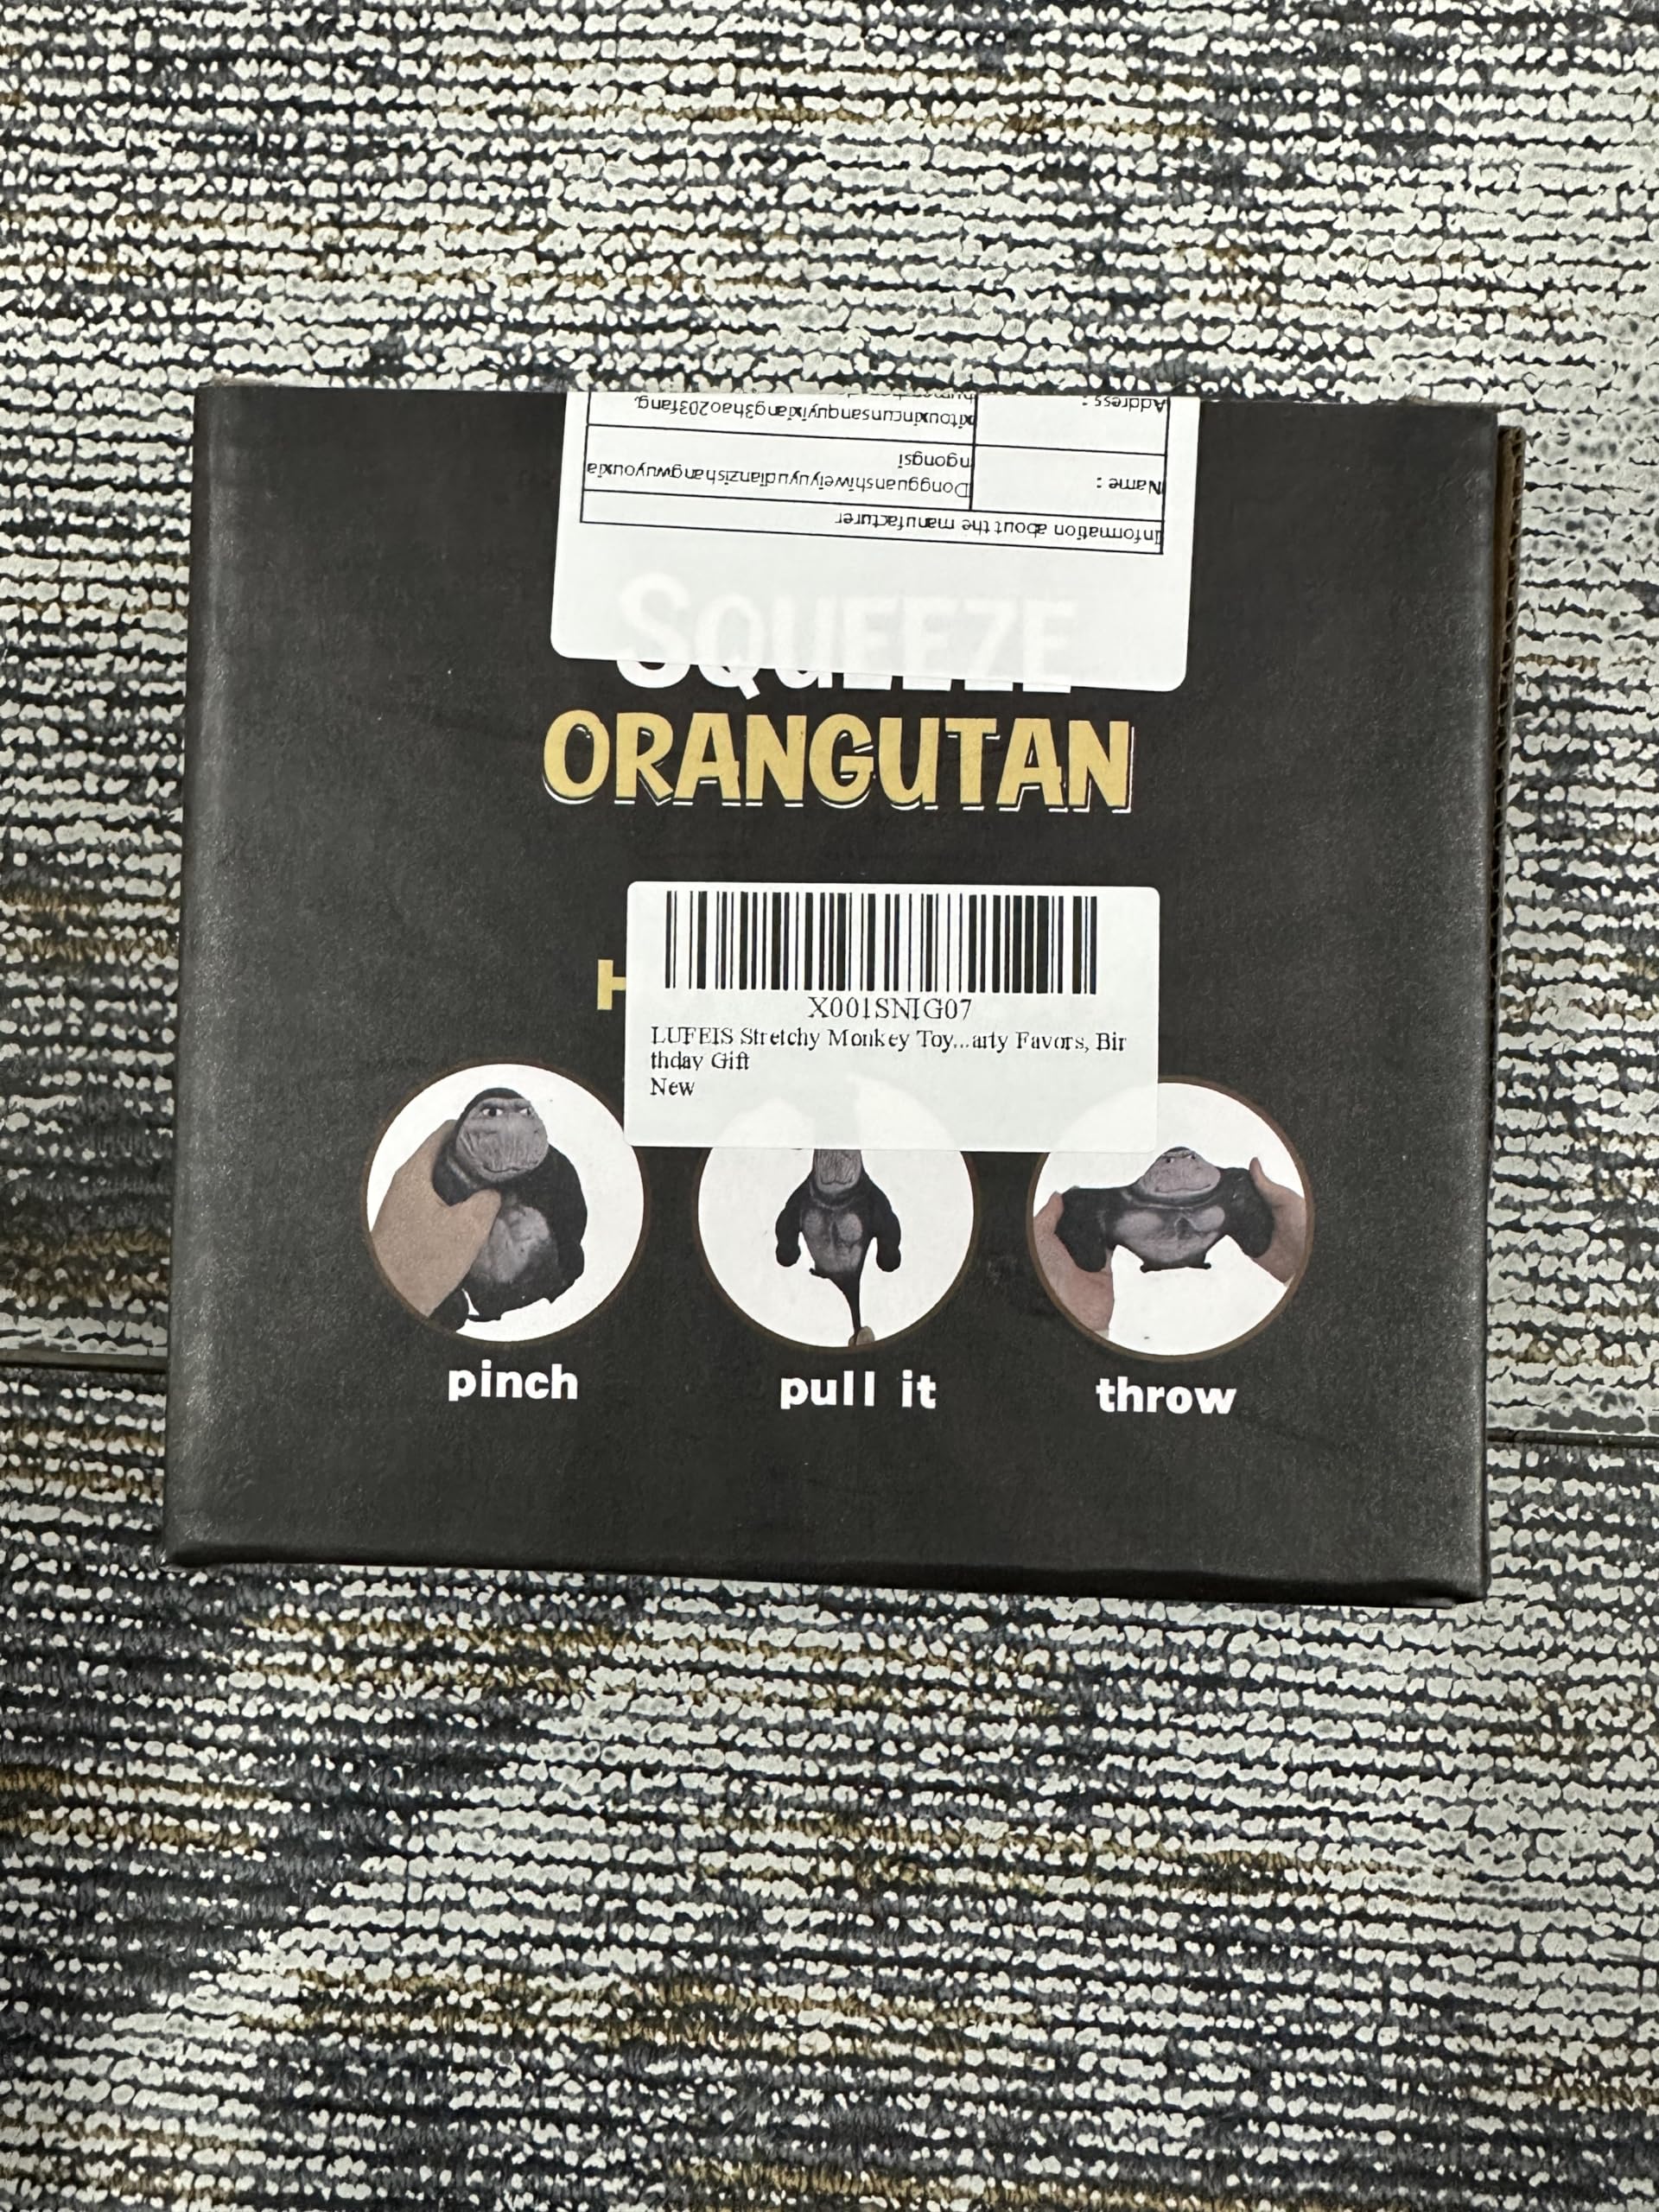 Information about the manufacturer
Name :
Dongguanshiweiyuyudianzishangwuyouxia
ngongsi
Address :
xitouxincunsanquyixiang3hao203fang,
SQUEEZE
ORANGUTAN
H
X001SNIG07
LUFEIS Stretchy Monkey Toy...arty Favors, Bir
thday Gift
New
pinch
pull it
throw